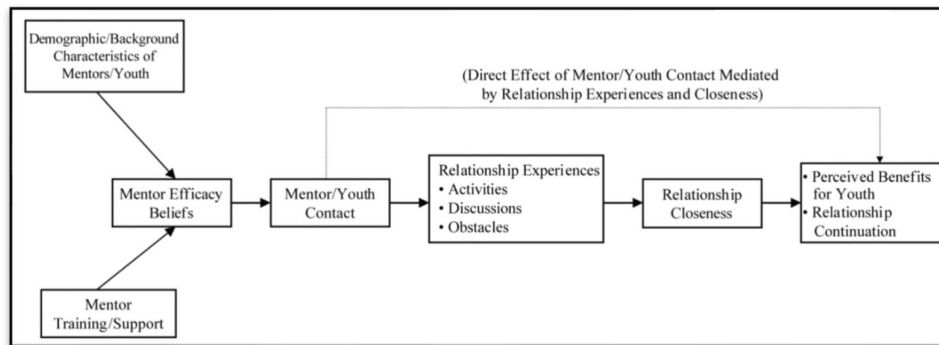 Demographic/Background
Characteristics of
Mentors/Youth
(Direct Effect of Mentor/Youth Contact Mediated
by Relationship Experiences and Closeness)
Mentor Efficacy
Beliefs
Mentor/Youth
Contact
Relationship Experiences
• Activities
• Discussions
• Obstacles
Relationship
Closeness
• Perceived Benefits
for Youth
• Relationship
Continuation
Mentor
Training/Support